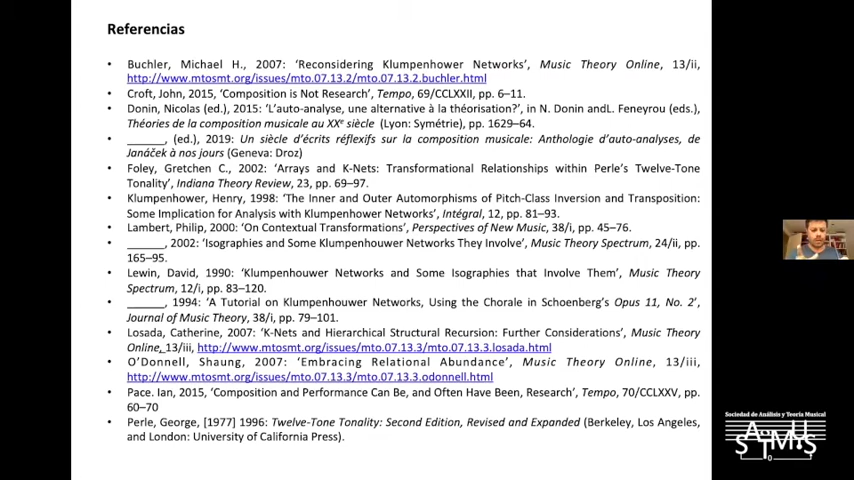 Referencias
• Buchler, Michael H., 2007: ‘Reconsidering Klumpenhower Networks’, Music Theory Online, 13/ii,
http://www.mtosmt.org/issues/mto.07.13.2/mto.07.13.2.buchler.html
• Croft, John, 2015, ‘Composition is Not Research’, Tempo, 69/CCLXXII, pp. 6–11.
• Donin, Nicolas (ed.), 2015: ‘L’auto-analyse, une alternative à la théorisation?’, in N. Donin andL. Feneyrou (eds.),
Théories de la composition musicale au XXe siècle (Lyon: Symétrie), pp. 1629–64.
• ______, (ed.), 2019: Un siècle d’écrits réflexifs sur la composition musicale: Anthologie d’auto-analyses, de
Janáček à nos jours (Geneva: Droz)
• Foley, Gretchen C., 2002: ‘Arrays and K-Nets: Transformational Relationships within Perle’s Twelve-Tone
Tonality’, Indiana Theory Review, 23, pp. 69–97.
• Klumpenhower, Henry, 1998: ‘The Inner and Outer Automorphisms of Pitch-Class Inversion and Transposition:
Some Implication for Analysis with Klumpenhower Networks’, Intégral, 12, pp. 81–93.
• Lambert, Philip, 2000: ‘On Contextual Transformations’, Perspectives of New Music, 38/i, pp. 45–76.
• ______, 2002: ‘Isographies and Some Klumpenhower Networks They Involve’, Music Theory Spectrum, 24/ii, pp.
165–95.
• Lewin, David, 1990: ‘Klumpenhouwer Networks and Some Isographies that Involve Them’, Music Theory
Spectrum, 12/i, pp. 83–120.
• ______, 1994: ‘A Tutorial on Klumpenhouwer Networks, Using the Chorale in Schoenberg’s Opus 11, No. 2’,
Journal of Music Theory, 38/i, pp. 79–101.
• Losada, Catherine, 2007: ‘K-Nets and Hierarchical Structural Recursion: Further Considerations’, Music Theory
Online, 13/iii, http://www.mtosmt.org/issues/mto.07.13.3/mto.07.13.3.losada.html
• O’Donnell, Shaung, 2007: ‘Embracing Relational Abundance’, Music Theory Online, 13/iii,
http://www.mtosmt.org/issues/mto.07.13.3/mto.07.13.3.odonnell.html
• Pace. Ian, 2015, ‘Composition and Performance Can Be, and Often Have Been, Research’, Tempo, 70/CCLXXV, pp.
60–70
• Perle, George, [1977] 1996: Twelve-Tone Tonality: Second Edition, Revised and Expanded (Berkeley, Los Angeles,
and London: University of California Press).
Sociedad de Análisis y Teoría Musical
SATMUS